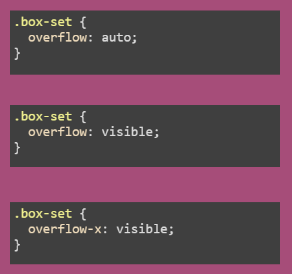 .box-set {
  overflow: auto;
}
.box-set {
  overflow: visible;
}
.box-set {
  overflow-x: visible;
}